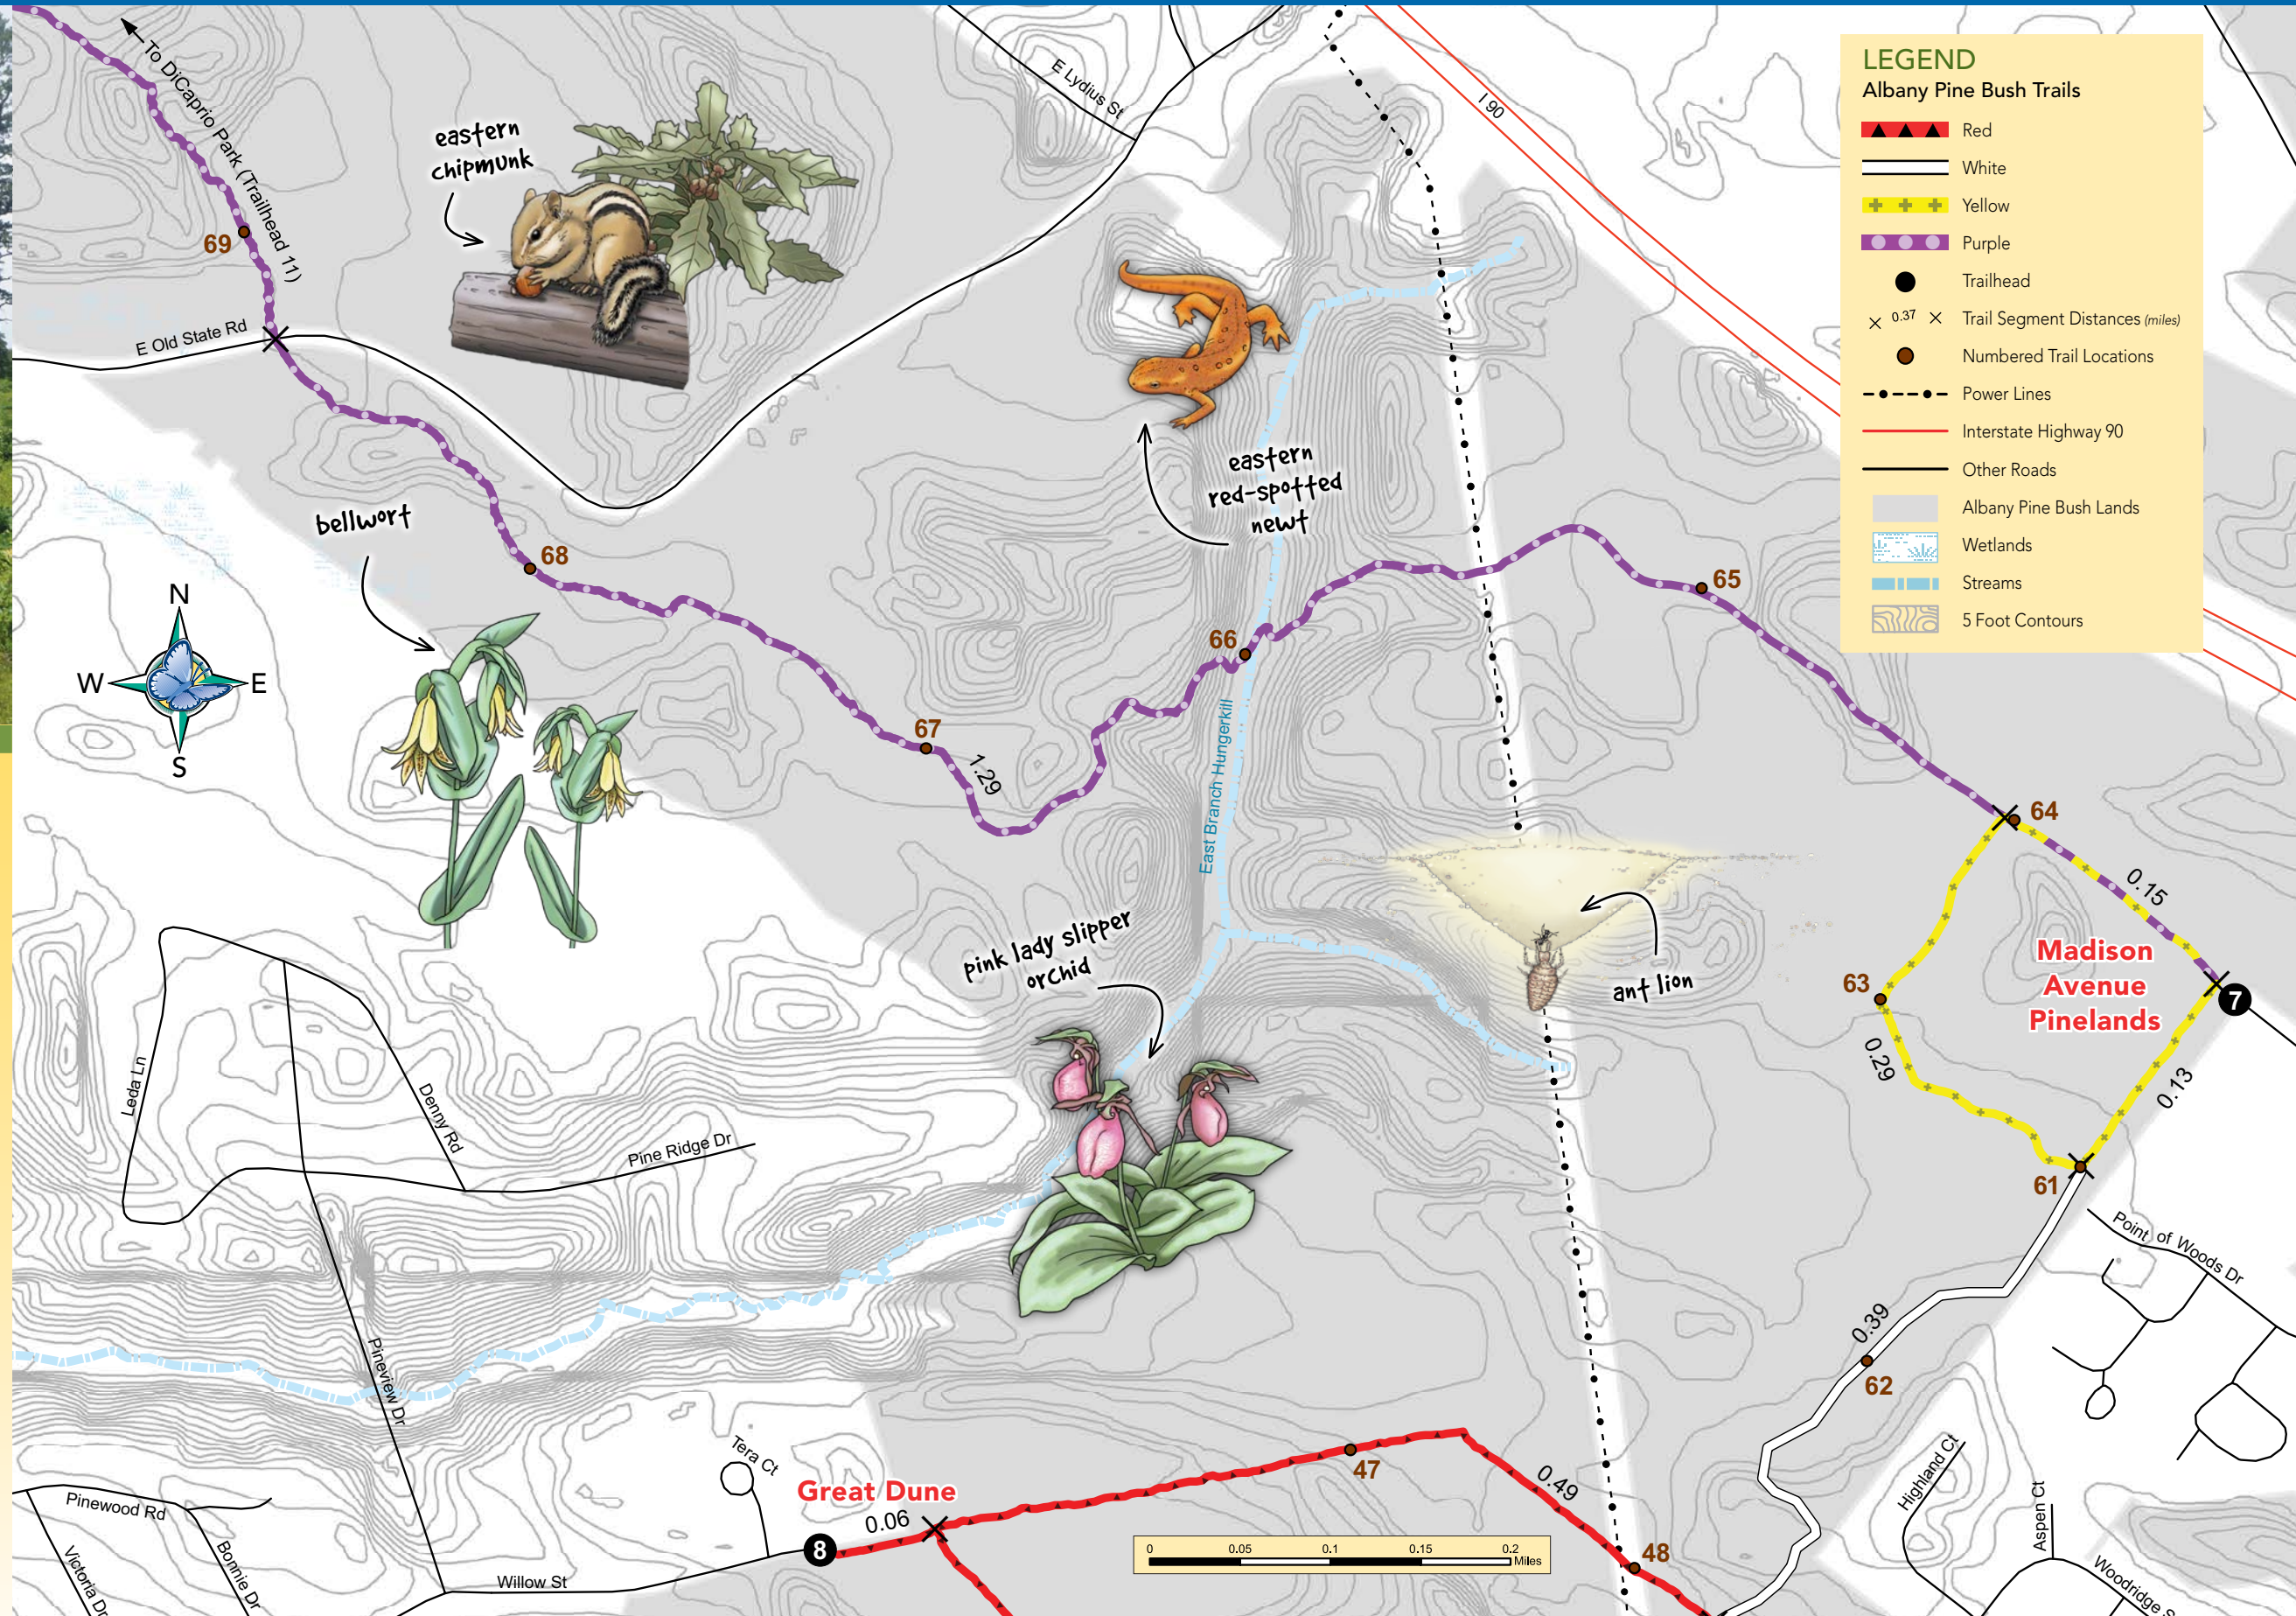 To DiCaprio Park (Trailhead 11)
E Lydius St
I 90
eastern
chipmunk
69
E Old State Rd
eastern
red-spotted
newt
bellwort
68
65
66
67
1.29
N
W
E
S
East Branch Hungerkill
64
0.15
Madison
Avenue
Pinelands
7
63
0.29
0.13
61
pink lady slipper
orchid
ant lion
Leda Ln
Denny Rd
Pine Ridge Dr
Pineview Dr
Point of Woods Dr
0.39
62
Highland Ct
Aspen Ct
Woodridge S
Tera Ct
Great Dune
0.06
8
47
0.49
48
Pinewood Rd
Bonnie Dr
Victoria Dr
Willow St
0 0.05 0.1 0.15 0.2
Miles
LEGEND
Albany Pine Bush Trails
Red
White
Yellow
Purple
Trailhead
0.37 Trail Segment Distances (miles)
Numbered Trail Locations
Power Lines
Interstate Highway 90
Other Roads
Albany Pine Bush Lands
Wetlands
Streams
5 Foot Contours